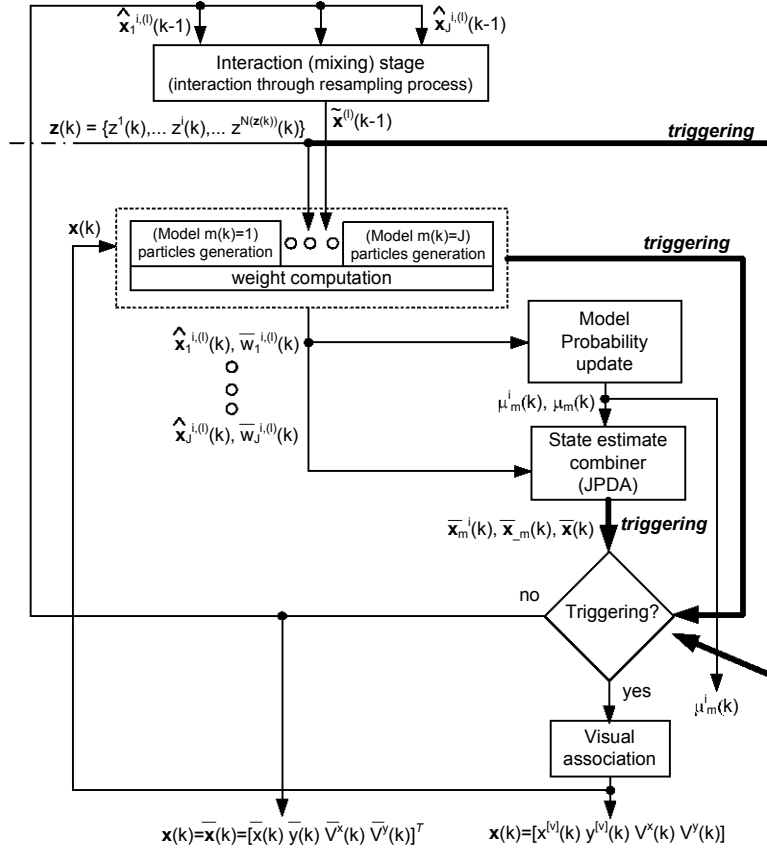 x̂₁^{i,(l)}(k-1) x̂_J^{i,(l)}(k-1)
Interaction (mixing) stage
(interaction through resampling process)
x̃^{(l)}(k-1)
z(k) = {z¹(k),... zⁱ(k),... z^{N(z(k))}(k)}
triggering
x(k)
(Model m(k)=1)
particles generation
(Model m(k)=J)
particles generation
weight computation
triggering
x̂₁^{i,(l)}(k), w̅₁^{i,(l)}(k)
x̂_J^{i,(l)}(k), w̅_J^{i,(l)}(k)
Model
Probability
update
μ^i_m(k), μ_m(k)
State estimate
combiner
(JPDA)
x̅_m^i(k), x̅__m(k), x̅(k)
triggering
no
Triggering?
yes
μ^i_m(k)
Visual
association
x(k)=x̅(k)=[x̅(k) y̅(k) V̅^x(k) V̅^y(k)]^T
x(k)=[x^{[v]}(k) y^{[v]}(k) V^x(k) V^y(k)]